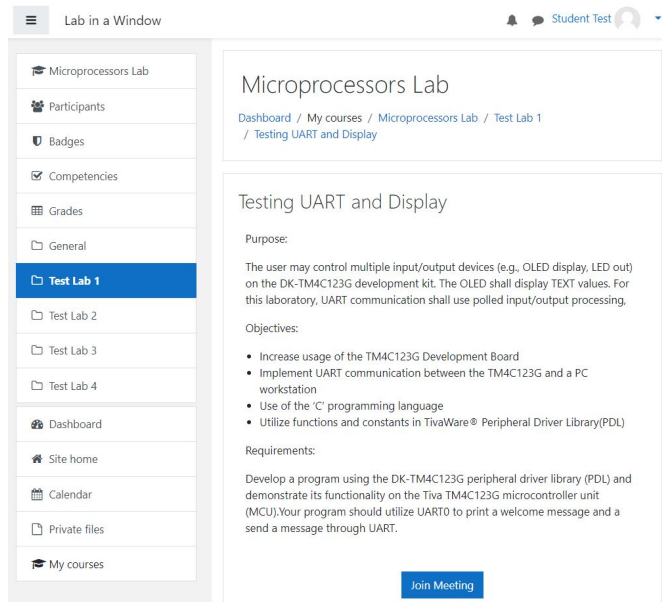 Lab in a Window
Student Test
Microprocessors Lab
Participants
Badges
Competencies
Grades
General
Test Lab 1
Test Lab 2
Test Lab 3
Test Lab 4
Dashboard
Site home
Calendar
Private files
My courses
Microprocessors Lab
Dashboard / My courses / Microprocessors Lab / Test Lab 1
/ Testing UART and Display
Testing UART and Display
Purpose:
The user may control multiple input/output devices (e.g., OLED display, LED out)
on the DK-TM4C123G development kit. The OLED shall display TEXT values. For
this laboratory, UART communication shall use polled input/output processing,
Objectives:
• Increase usage of the TM4C123G Development Board
• Implement UART communication between the TM4C123G and a PC
workstation
• Use of the ‘C’ programming language
• Utilize functions and constants in TivaWare® Peripheral Driver Library(PDL)
Requirements:
Develop a program using the DK-TM4C123G peripheral driver library (PDL) and
demonstrate its functionality on the Tiva TM4C123G microcontroller unit
(MCU).Your program should utilize UART0 to print a welcome message and a
send a message through UART.
Join Meeting